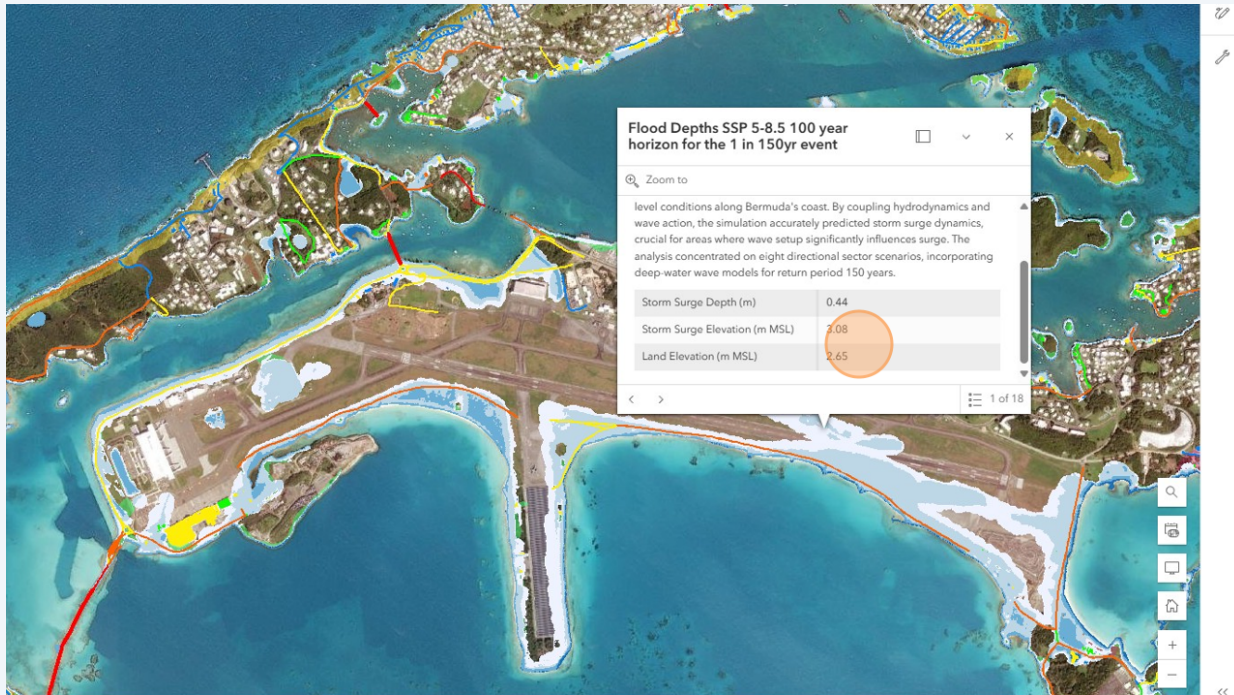 Flood Depths SSP 5-8.5 100 year
horizon for the 1 in 150yr event
Zoom to
level conditions along Bermuda's coast. By coupling hydrodynamics and
wave action, the simulation accurately predicted storm surge dynamics,
crucial for areas where wave setup significantly influences surge. The
analysis concentrated on eight directional sector scenarios, incorporating
deep-water wave models for return period 150 years.
Storm Surge Depth (m) 0.44
Storm Surge Elevation (m MSL) 3.08
Land Elevation (m MSL) 2.65
1 of 18